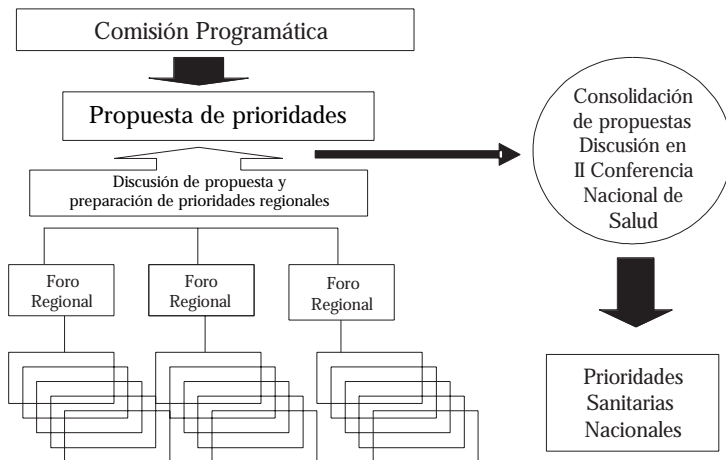 Comisión Programática
Propuesta de prioridades
Discusión de propuesta y
preparación de prioridades regionales
Foro
Regional
Foro
Regional
Foro
Regional
Consolidación
de propuestas
Discusión en
II Conferencia
Nacional de
Salud
Prioridades
Sanitarias
Nacionales